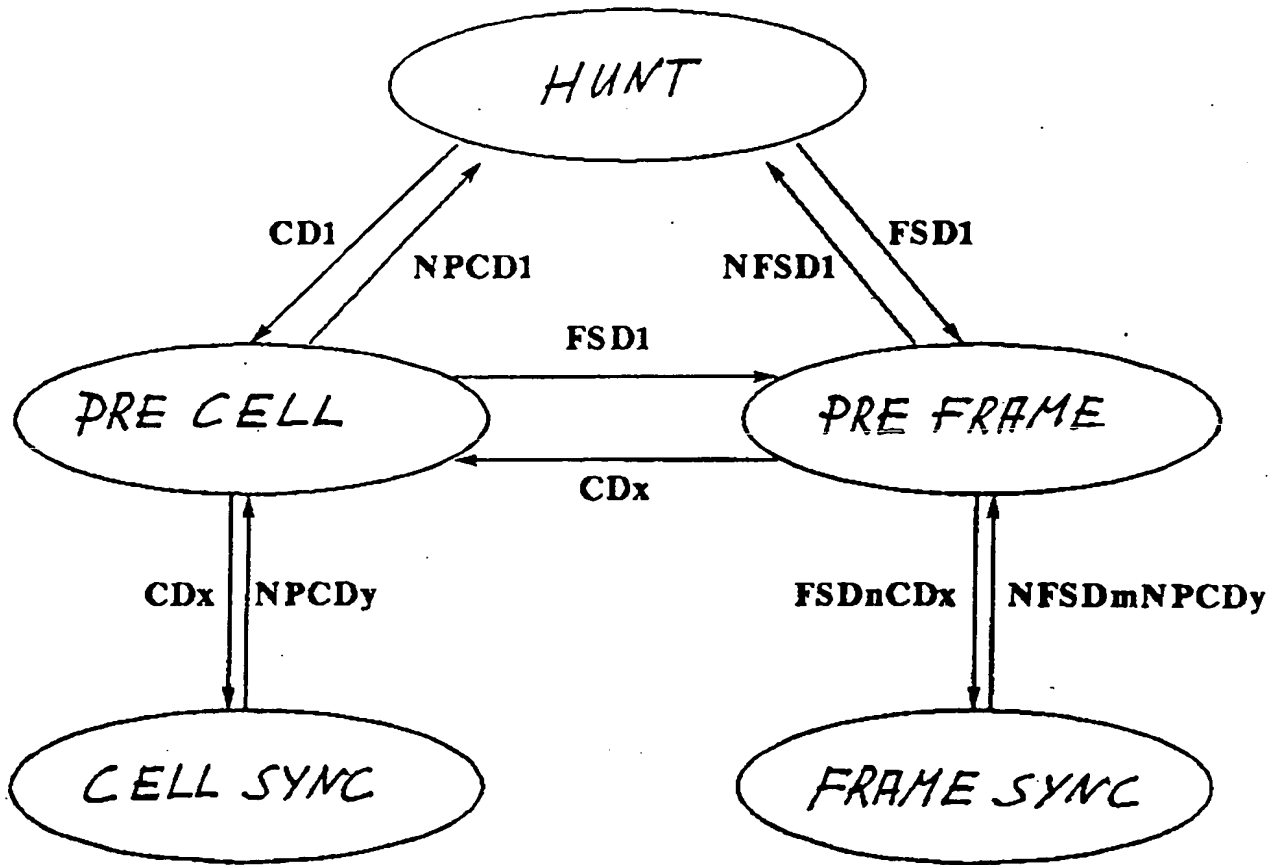 HUNT
CD1
NPCD1
NFSD1
FSD1
FSD1
PRE CELL
PRE FRAME
CDx
CDx
NPCDy
FSDnCDx
NFSDmNPCDy
CELL SYNC
FRAME SYNC